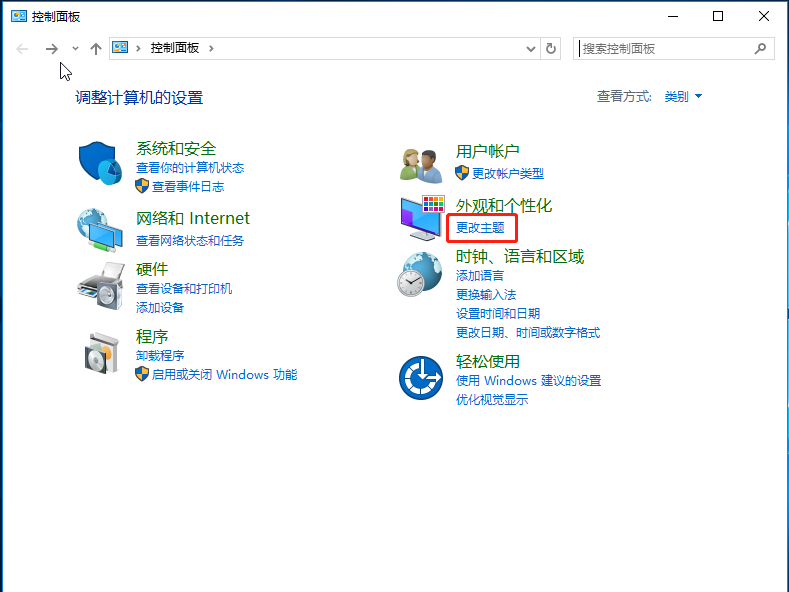 控制面板
控制面板
搜索控制面板
调整计算机的设置
查看方式: 类别
系统和安全
查看你的计算机状态
查看事件日志
网络和 Internet
查看网络状态和任务
硬件
查看设备和打印机
添加设备
程序
卸载程序
启用或关闭 Windows 功能
用户帐户
更改帐户类型
外观和个性化
更改主题
时钟、语言和区域
添加语言
更换输入法
设置时间和日期
更改日期、时间或数字格式
轻松使用
使用 Windows 建议的设置
优化视觉显示